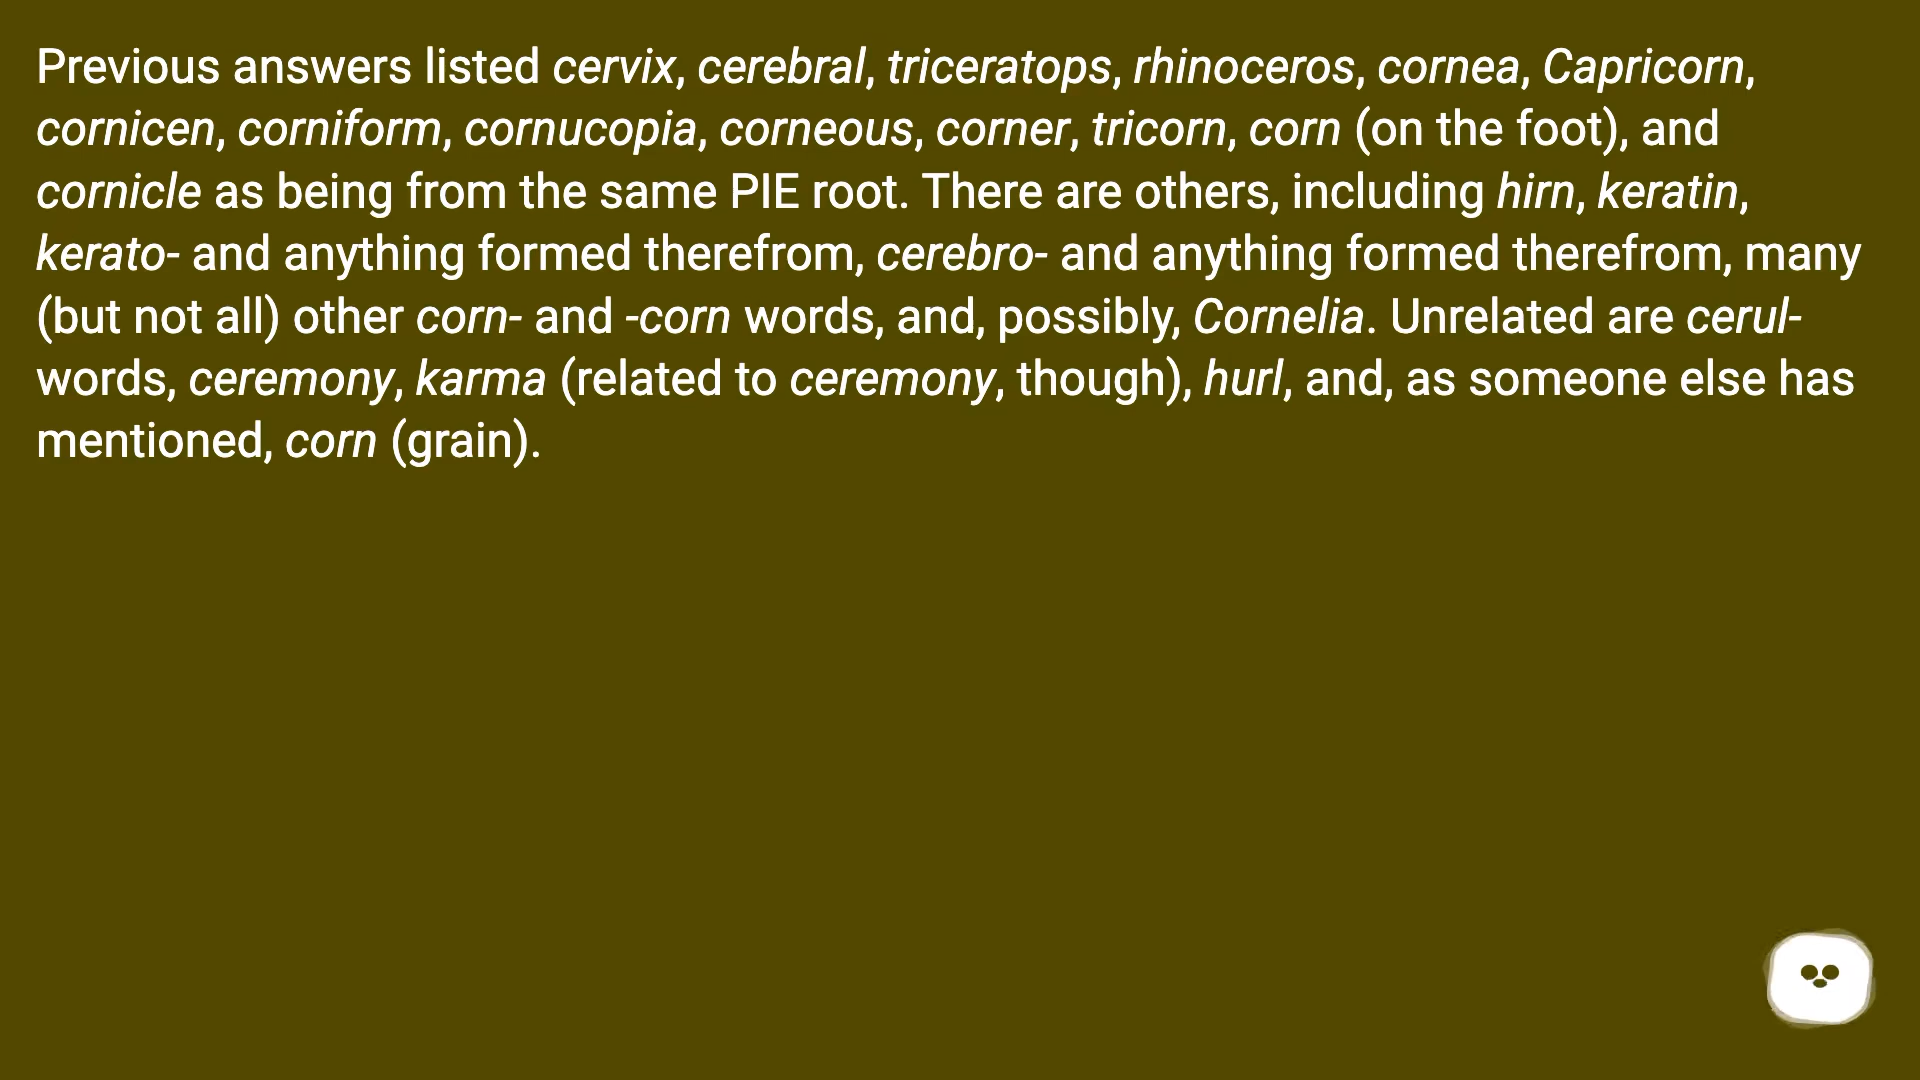 Previous answers listed cervix, cerebral, triceratops, rhinoceros, cornea, Capricorn,
cornicen, corniform, cornucopia, corneous, corner, tricorn, corn (on the foot), and
cornicle as being from the same PIE root. There are others, including hirn, keratin,
kerato- and anything formed therefrom, cerebro- and anything formed therefrom, many
(but not all) other corn- and -corn words, and, possibly, Cornelia. Unrelated are cerul-
words, ceremony, karma (related to ceremony, though), hurl, and, as someone else has
mentioned, corn (grain).